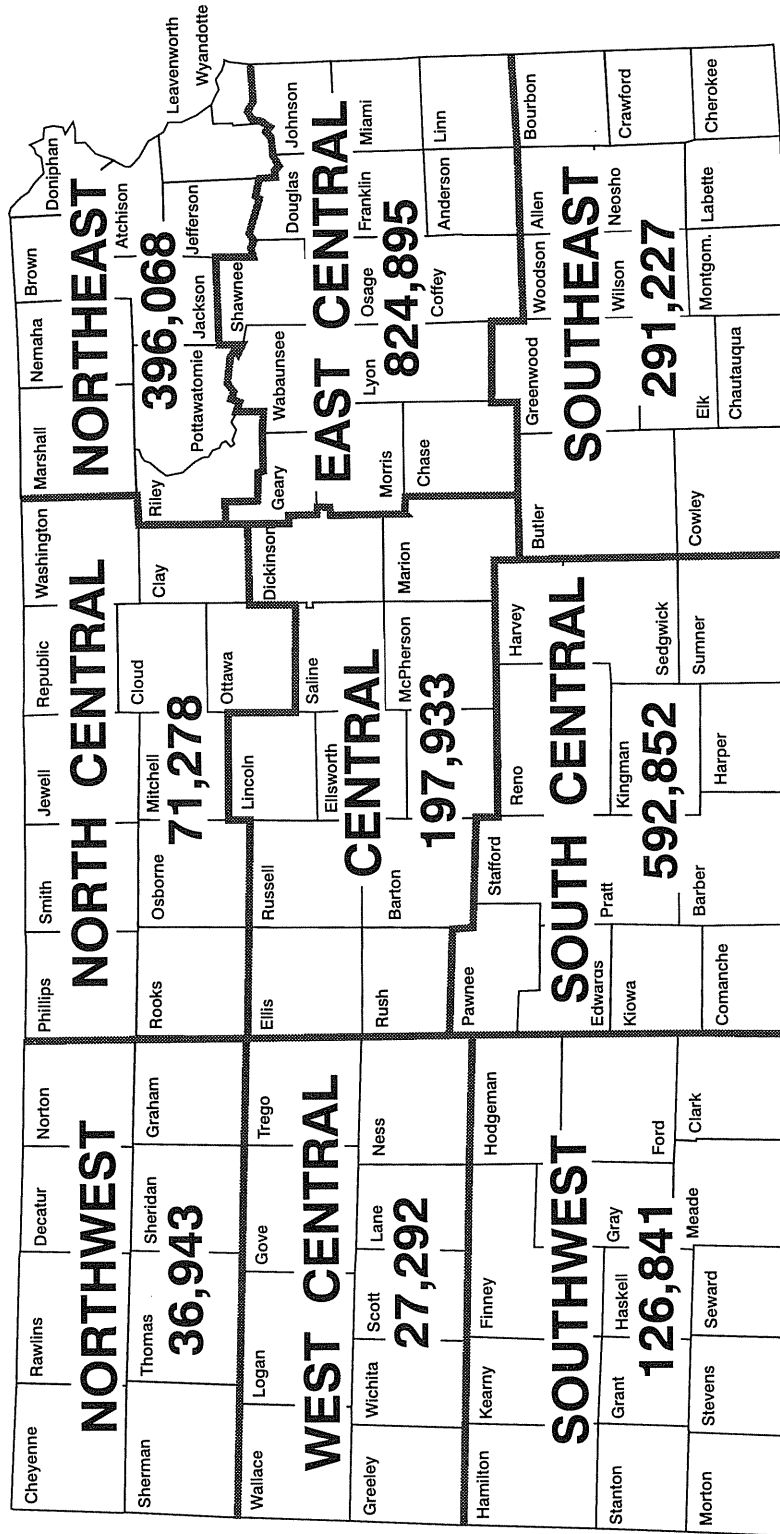 Cheyenne
Rawlins
Decatur
Norton
Phillips
Smith
Jewell
Republic
Washington
Marshall
Nemaha
Brown
Doniphan
NORTHWEST
NORTH CENTRAL
NORTHEAST
Sherman
Thomas
Sheridan
Graham
Rooks
Osborne
Mitchell
Cloud
Clay
Riley
Pottawatomie
Jackson
Atchison
Jefferson
Leavenworth
Wyandotte
36,943
71,278
396,068
Ottawa
Shawnee
Wallace
Logan
Gove
Trego
Ellis
Russell
Lincoln
Saline
Dickinson
Geary
Wabaunsee
Douglas
Johnson
WEST CENTRAL
CENTRAL
EAST CENTRAL
Ellsworth
Morris
Lyon
Osage
Franklin
Miami
Greeley
Wichita
Scott
Lane
Ness
Rush
Barton
McPherson
Marion
Chase
Coffey
Anderson
Linn
27,292
197,933
824,895
Hamilton
Kearny
Finney
Hodgeman
Pawnee
Stafford
Reno
Harvey
Butler
Greenwood
Woodson
Allen
Bourbon
SOUTHWEST
SOUTH CENTRAL
SOUTHEAST
Stanton
Grant
Haskell
Gray
Ford
Edwards
Kiowa
Pratt
Kingman
Sedgwick
Wilson
Neosho
Crawford
126,841
592,852
291,227
Morton
Stevens
Seward
Meade
Clark
Comanche
Barber
Harper
Sumner
Cowley
Elk
Chautauqua
Montgom.
Labette
Cherokee